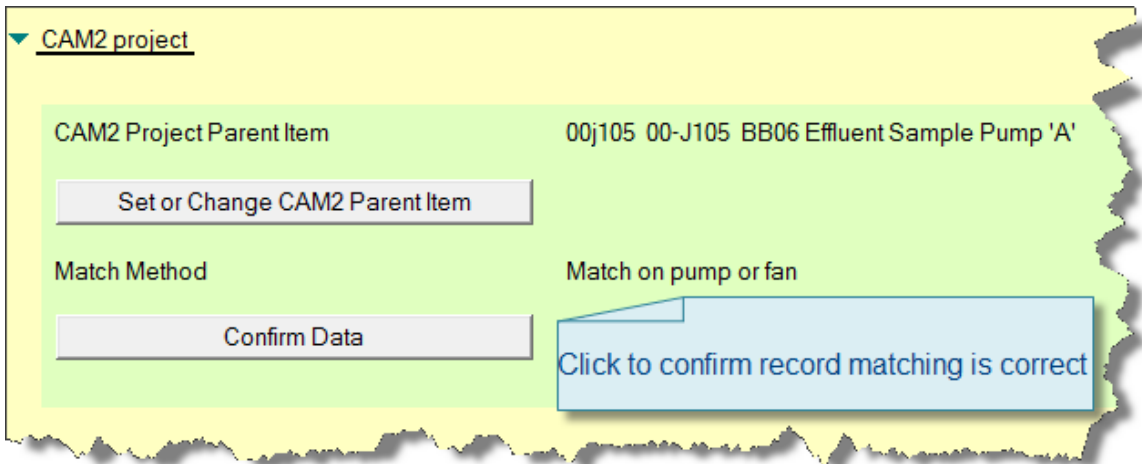 CAM2 project
CAM2 Project Parent Item 00j105 00-J105 BB06 Effluent Sample Pump 'A'
Set or Change CAM2 Parent Item
Match Method Match on pump or fan
Confirm Data
Click to confirm record matching is correct